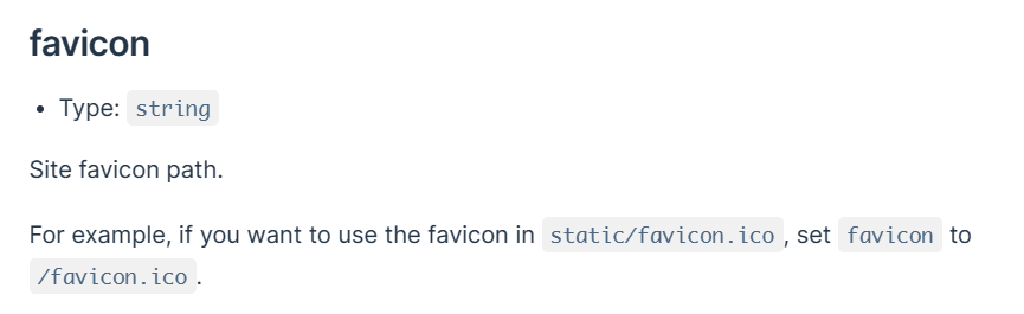 favicon
• Type: string
Site favicon path.
For example, if you want to use the favicon in static/favicon.ico, set favicon to
/favicon.ico.